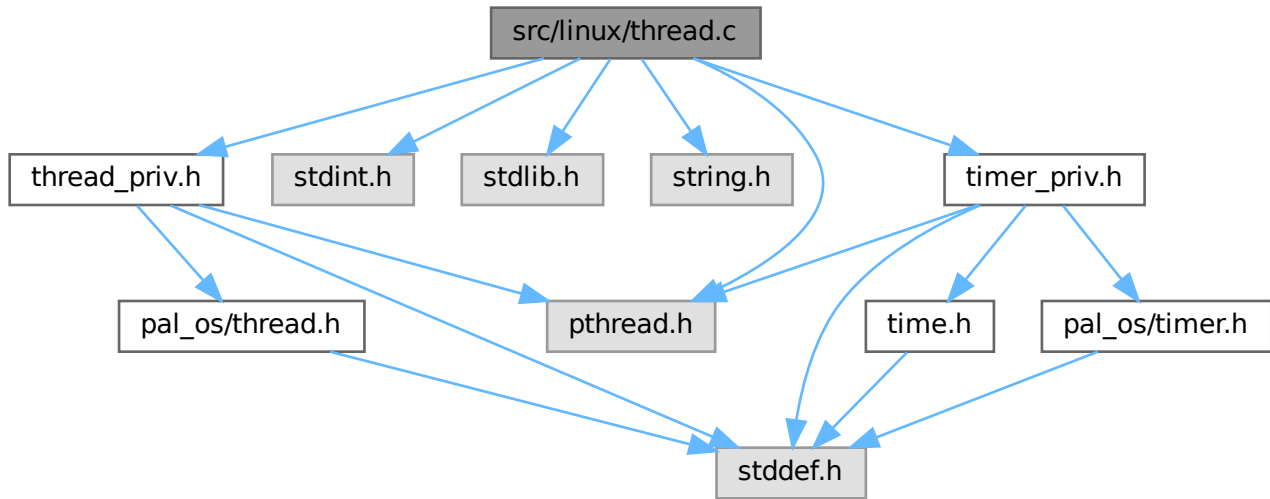 src/linux/thread.c
thread_priv.h
stdint.h
stdlib.h
string.h
timer_priv.h
pal_os/thread.h
pthread.h
time.h
pal_os/timer.h
stddef.h